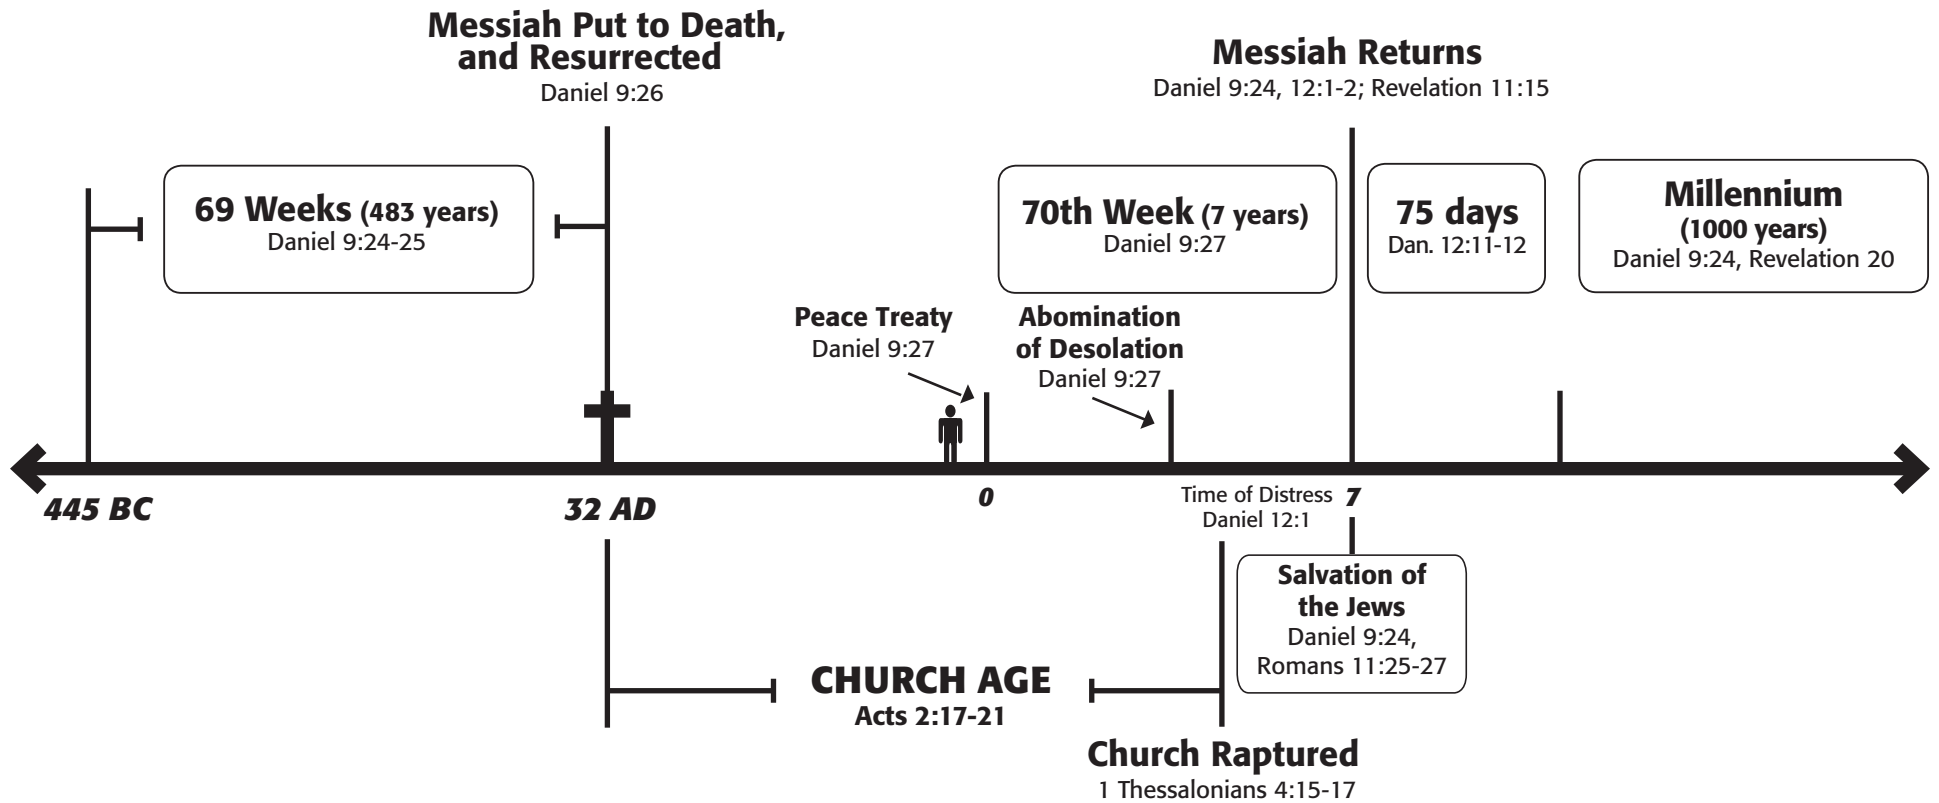 Messiah Put to Death,
and Resurrected
Daniel 9:26
Messiah Returns
Daniel 9:24, 12:1-2; Revelation 11:15
69 Weeks (483 years)
Daniel 9:24-25
70th Week (7 years)
Daniel 9:27
75 days
Dan. 12:11-12
Millennium
(1000 years)
Daniel 9:24, Revelation 20
Peace Treaty
Daniel 9:27
Abomination
of Desolation
Daniel 9:27
445 BC
32 AD
0
Time of Distress
Daniel 12:1
7
Salvation of
the Jews
Daniel 9:24,
Romans 11:25-27
CHURCH AGE
Acts 2:17-21
Church Raptured
1 Thessalonians 4:15-17